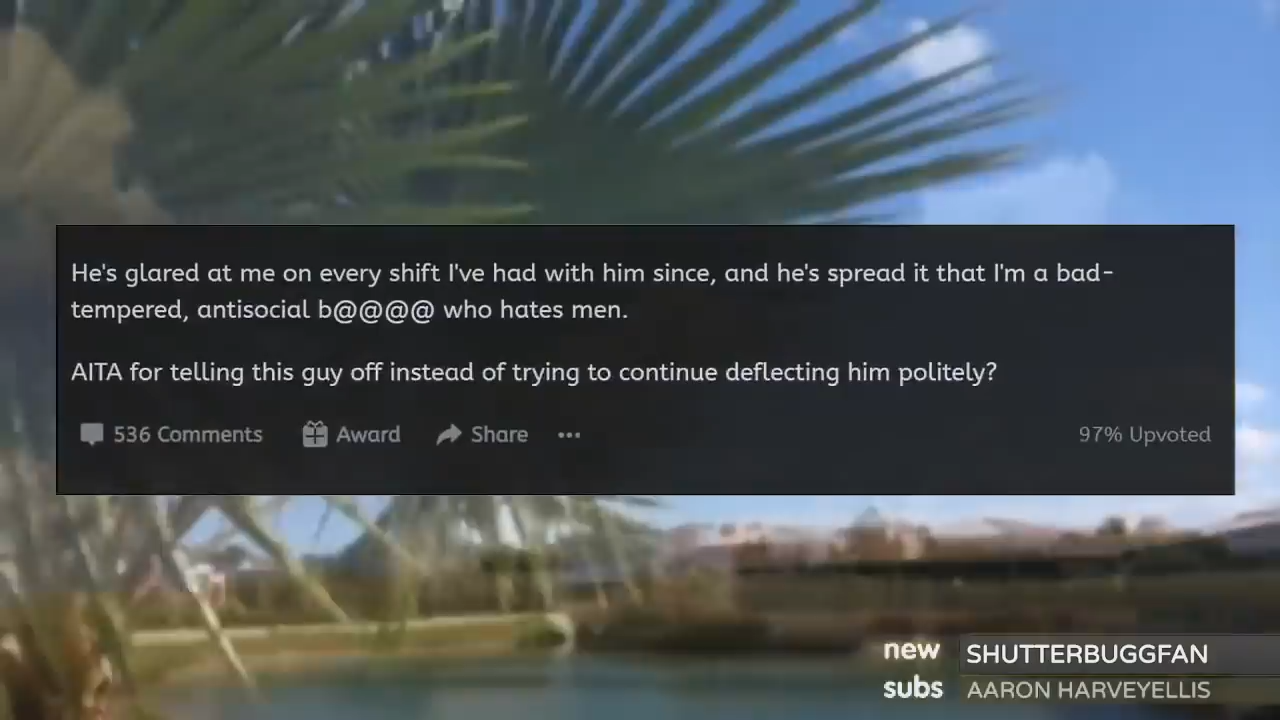 He's glared at me on every shift I've had with him since, and he's spread it that I'm a bad-
tempered, antisocial b@@@@ who hates men.
AITA for telling this guy off instead of trying to continue deflecting him politely?
536 Comments Award Share ••• 97% Upvoted
new SHUTTERBUGGFAN
subs AARON HARVEYELLIS